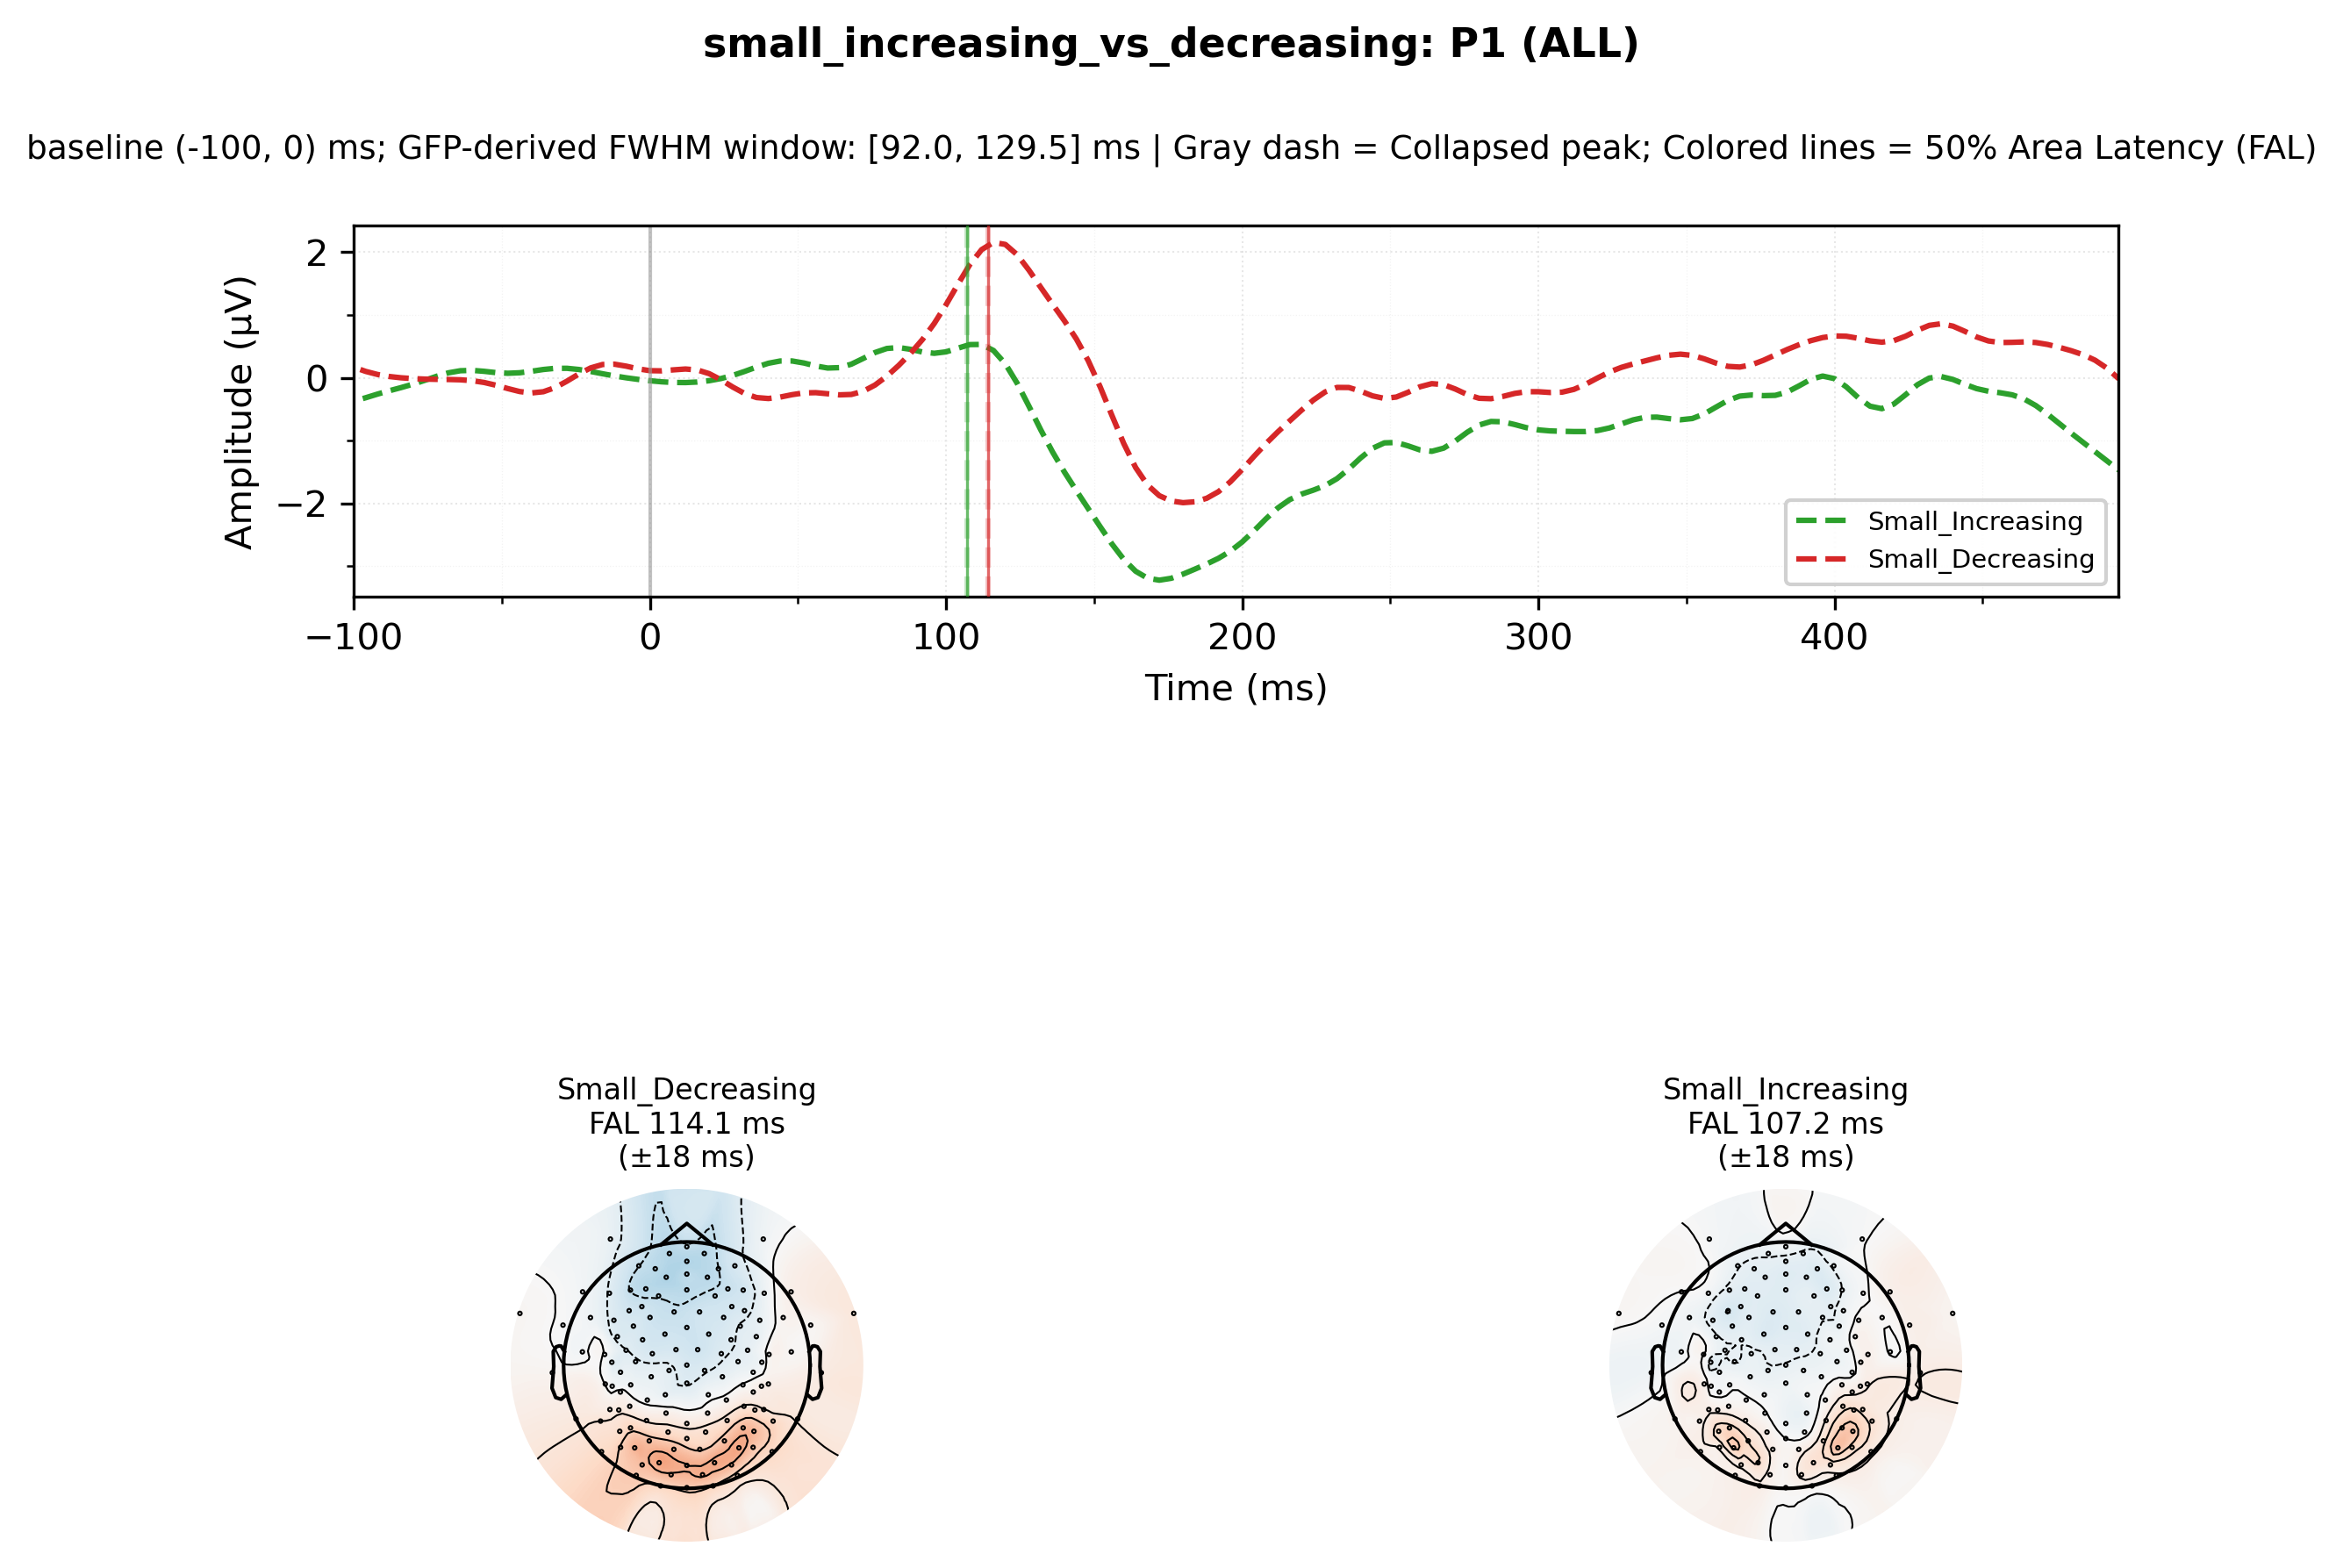 small_increasing_vs_decreasing: P1 (ALL)
baseline (-100, 0) ms; GFP-derived FWHM window: [92.0, 129.5] ms | Gray dash = Collapsed peak; Colored lines = 50% Area Latency (FAL)
Amplitude (µV)
2
0
−2
Small_Increasing
Small_Decreasing
−100 0 100 200 300 400
Time (ms)
Small_Decreasing
FAL 114.1 ms
(±18 ms)
Small_Increasing
FAL 107.2 ms
(±18 ms)